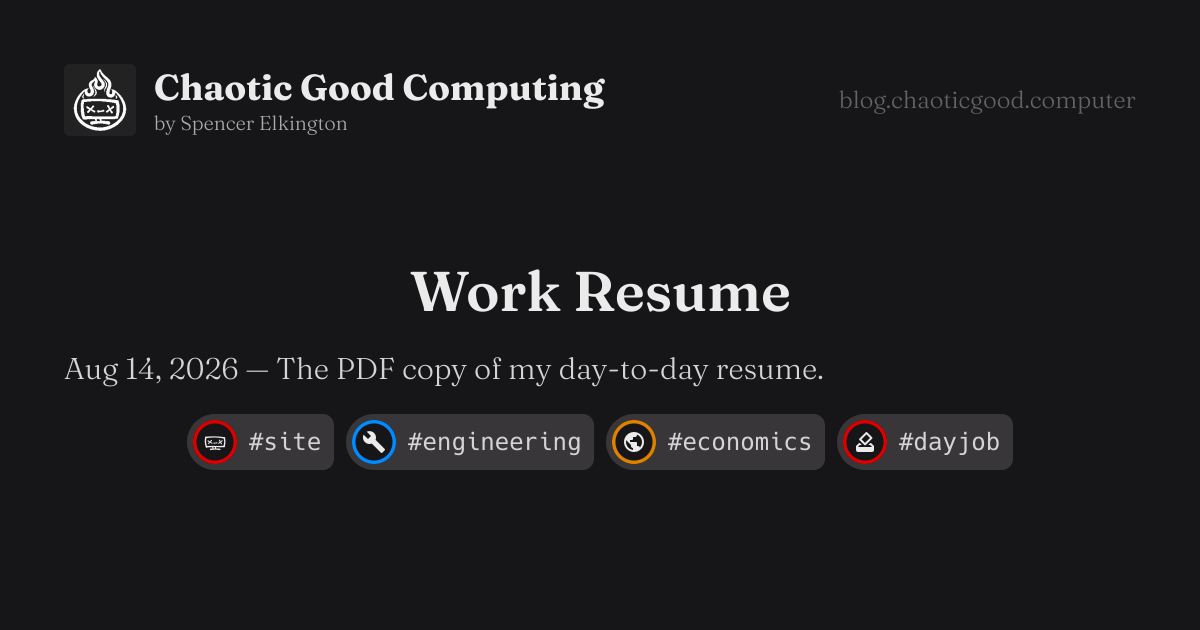 Chaotic Good Computing
by Spencer Elkington
blog.chaoticgood.computer
Work Resume
Aug 14, 2026 — The PDF copy of my day-to-day resume.
#site #engineering #economics #dayjob